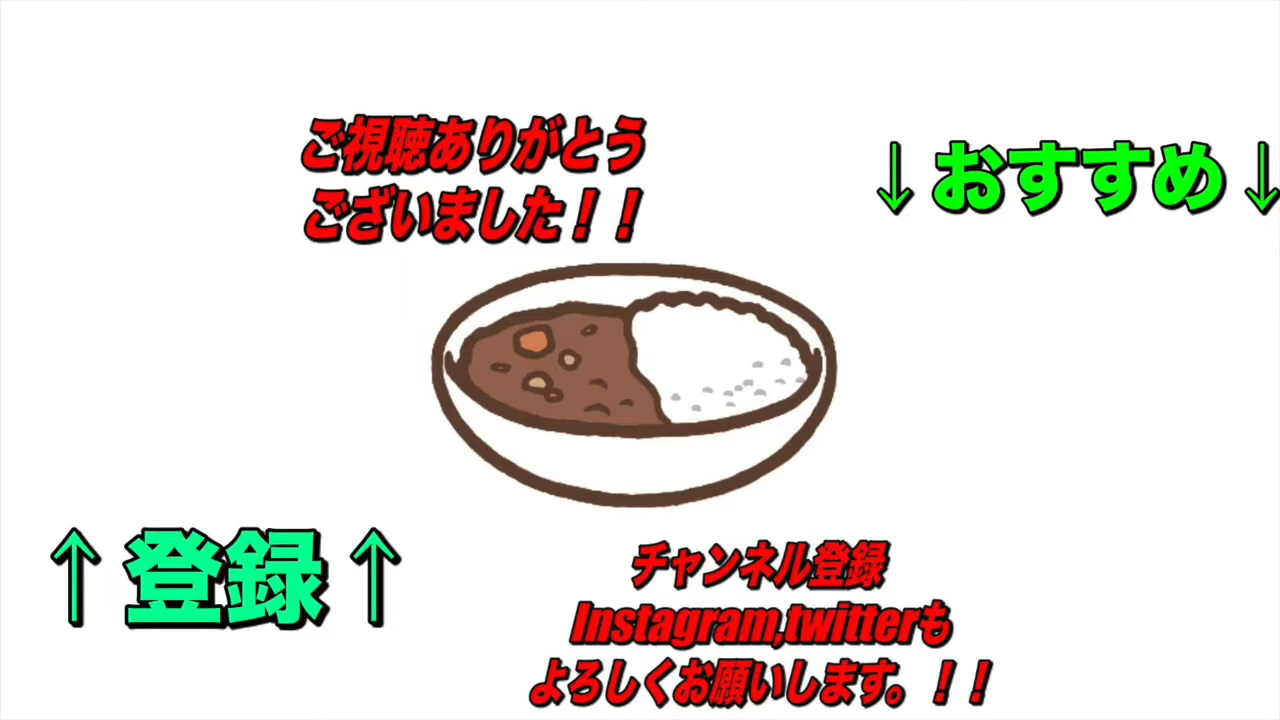 ご視聴ありがとう
ございました！！
↓おすすめ↓
↑登録↑
チャンネル登録
Instagram,twitterも
よろしくお願いします。！！